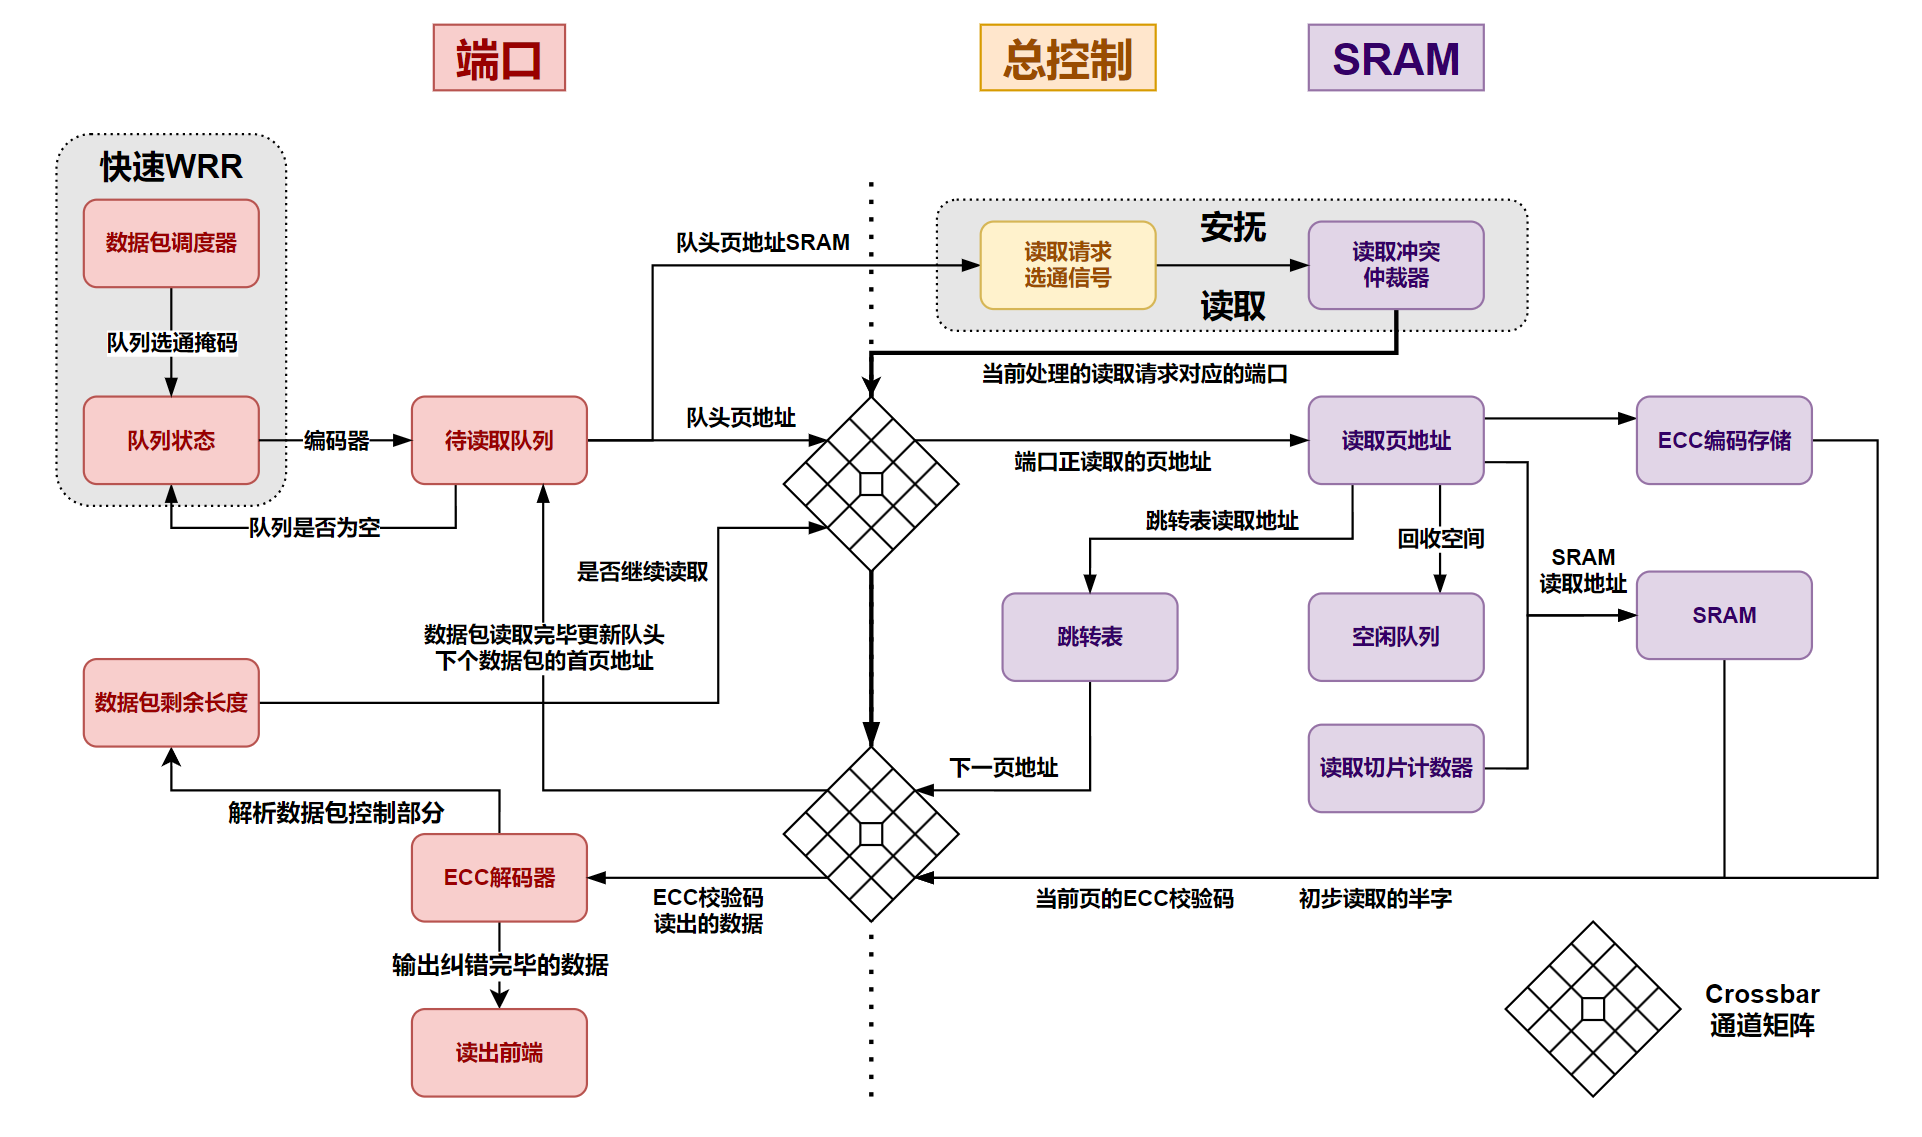 端口
总控制
SRAM
快速WRR
数据包调度器
队列选通掩码
队列状态
编码器
待读取队列
队列是否为空
队头页地址SRAM
队头页地址
安抚
读取
读取请求
选通信号
读取冲突
仲裁器
当前处理的读取请求对应的端口
端口正读取的页地址
读取页地址
ECC编码存储
跳转表读取地址
回收空间
SRAM
读取地址
SRAM
跳转表
空闲队列
读取切片计数器
是否继续读取
数据包读取完毕更新队头
下个数据包的首页地址
数据包剩余长度
下一页地址
解析数据包控制部分
ECC解码器
ECC校验码
读出的数据
当前页的ECC校验码
初步读取的半字
输出纠错完毕的数据
读出前端
Crossbar
通道矩阵